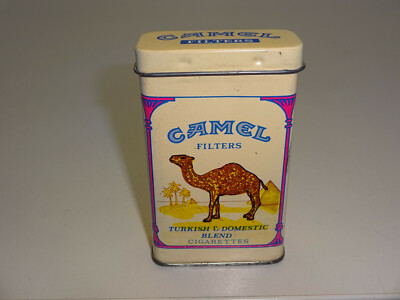 CAMEL
FILTERS
CAMEL
FILTERS
TURKISH & DOMESTIC
BLEND
CIGARETTES